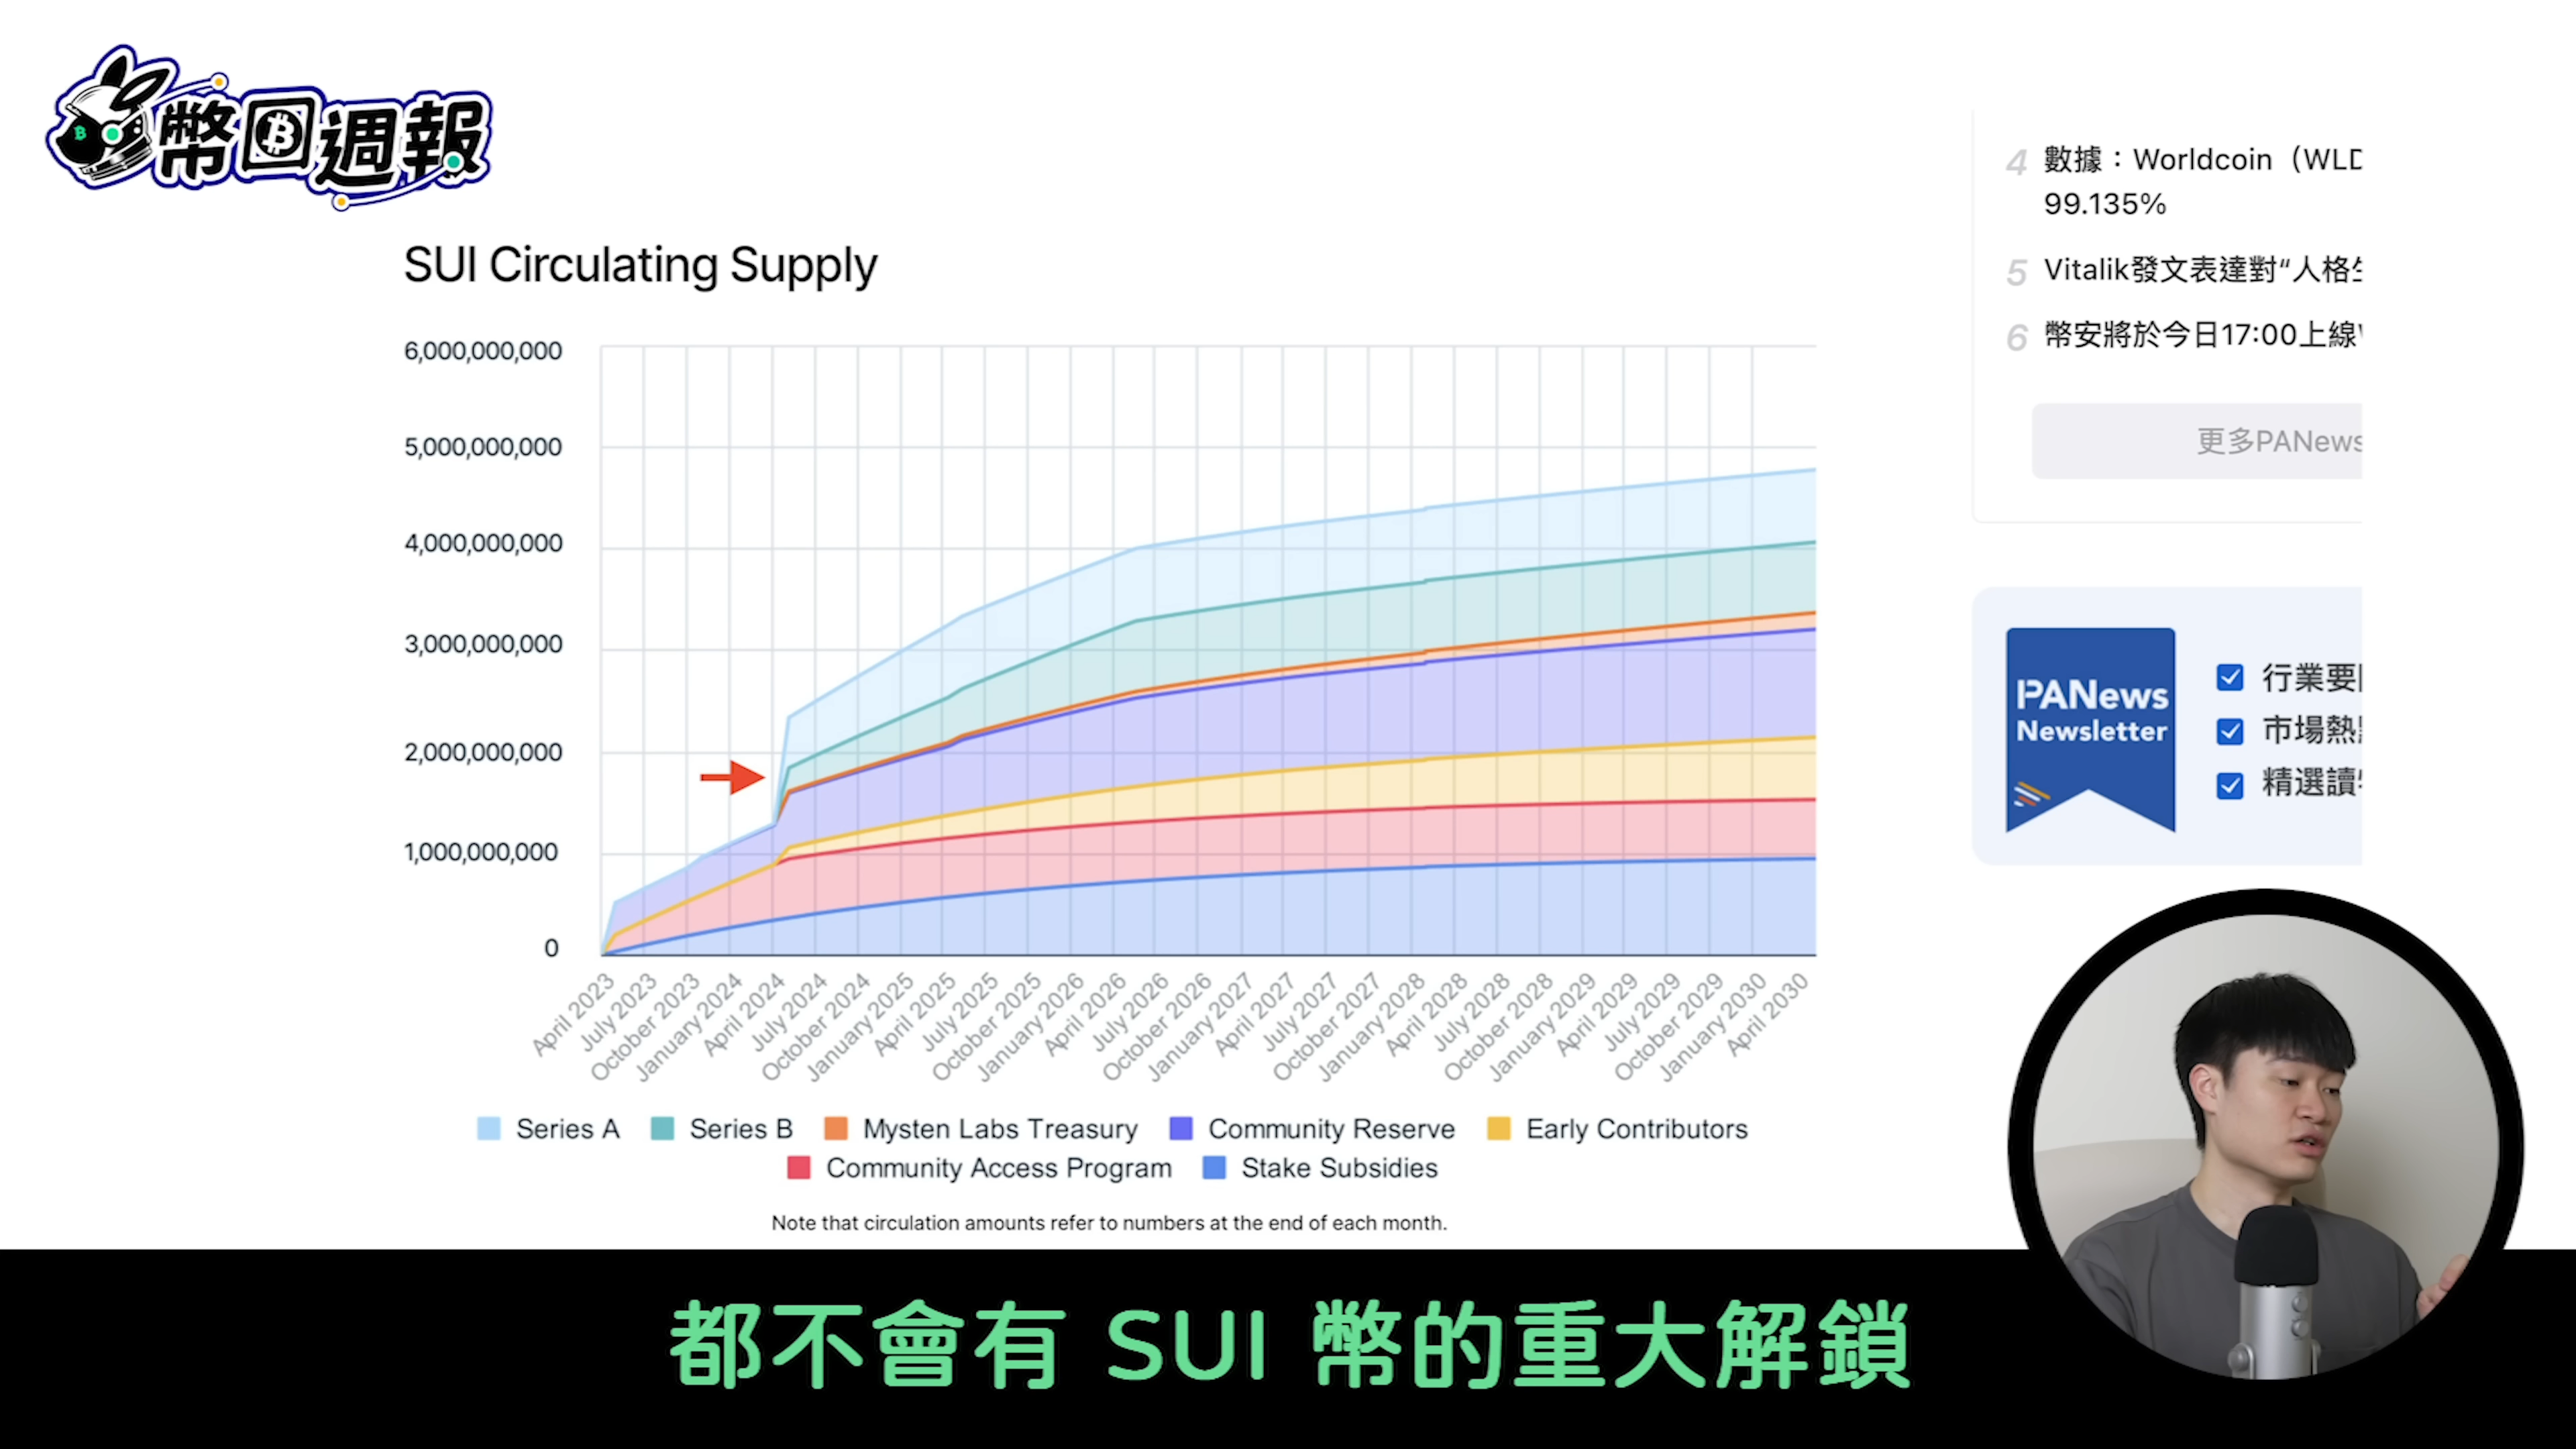 幣回週報
SUI Circulating Supply
6,000,000,000
5,000,000,000
4,000,000,000
3,000,000,000
2,000,000,000
1,000,000,000
0
April 2023
July 2023
October 2023
January 2024
April 2024
July 2024
October 2024
January 2025
April 2025
July 2025
October 2025
January 2026
April 2026
July 2026
October 2026
January 2027
April 2027
July 2027
October 2027
January 2028
April 2028
July 2028
October 2028
January 2029
April 2029
July 2029
October 2029
January 2030
April 2030
Series A Series B Mysten Labs Treasury Community Reserve Early Contributors
Community Access Program Stake Subsidies
Note that circulation amounts refer to numbers at the end of each month.
4 數據：Worldcoin（WLD
99.135%
5 Vitalik發文表達對“人格
6 幣安將於今日17:00上線
更多PANews
PANews
Newsletter
行業要
市場熱
精選讀
都不會有 SUI 幣的重大解鎖